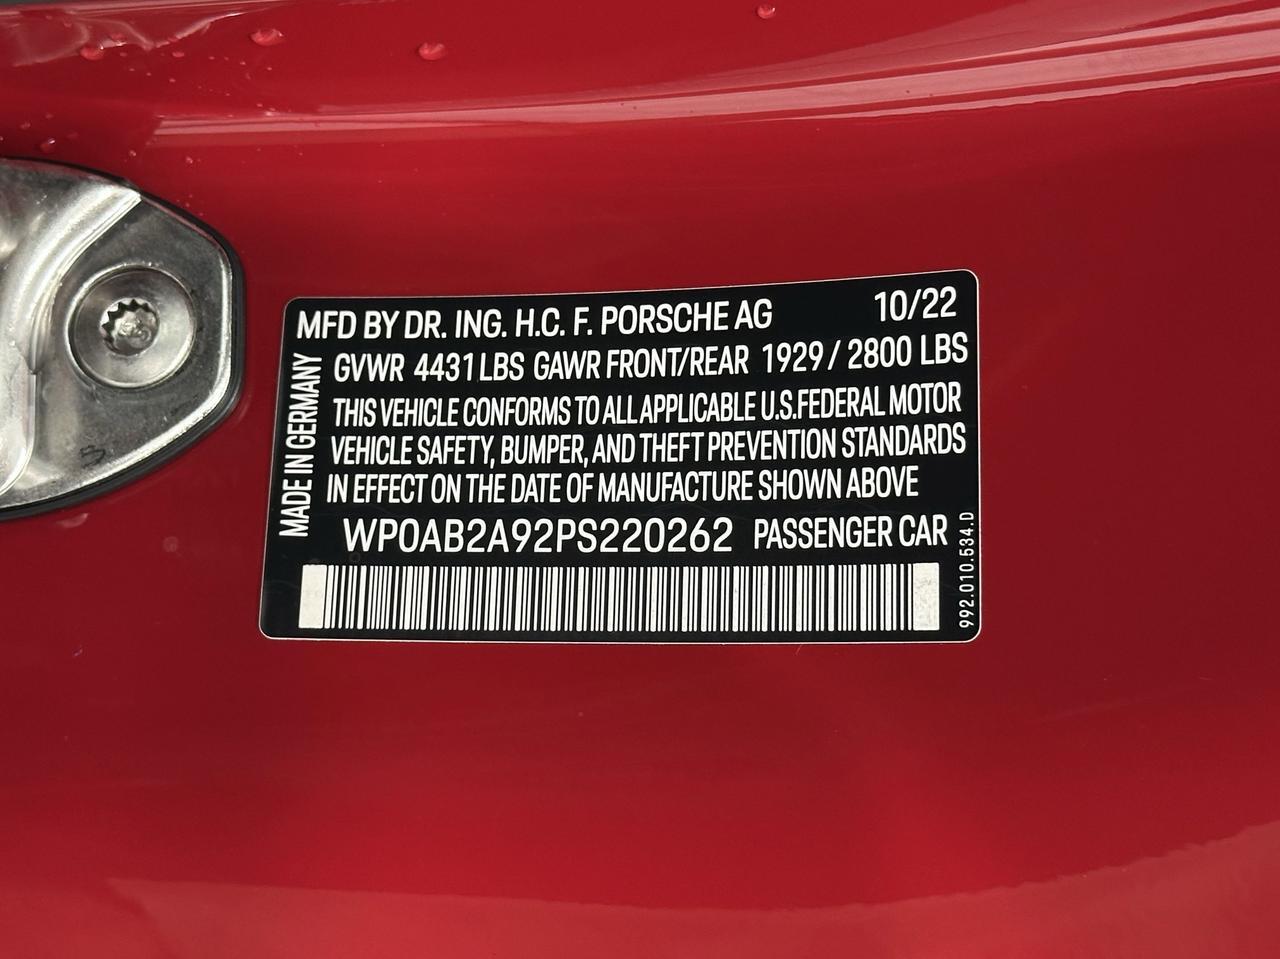 MFD BY DR. ING. H.C. F. PORSCHE AG 10/22
GVWR 4431 LBS GAWR FRONT/REAR 1929 / 2800 LBS
THIS VEHICLE CONFORMS TO ALL APPLICABLE U.S.FEDERAL MOTOR
VEHICLE SAFETY, BUMPER, AND THEFT PREVENTION STANDARDS
IN EFFECT ON THE DATE OF MANUFACTURE SHOWN ABOVE
WP0AB2A92PS220262 PASSENGER CAR
MADE IN GERMANY
992.010.534.D